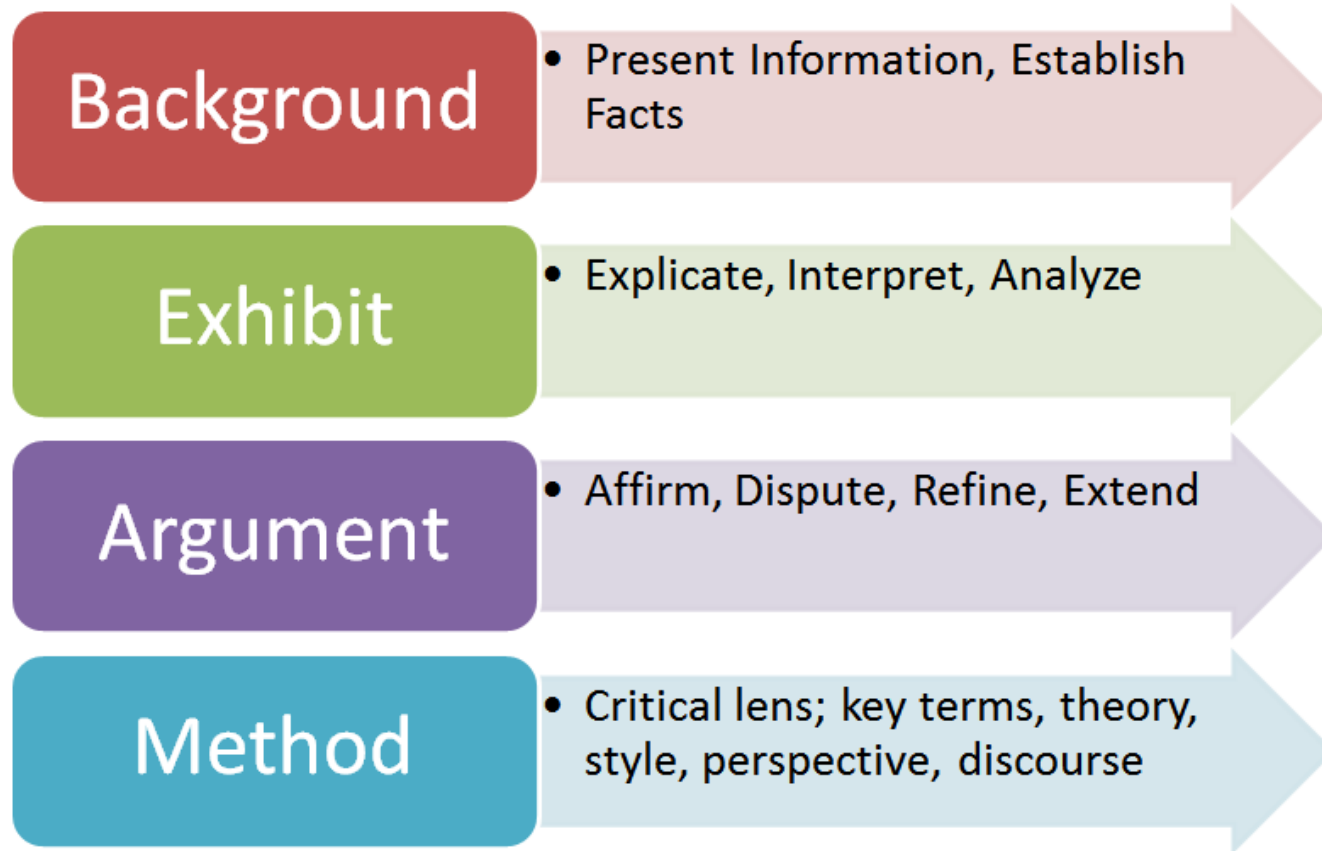 Background
• Present Information, Establish
Facts
Exhibit
• Explicate, Interpret, Analyze
Argument
• Affirm, Dispute, Refine, Extend
Method
• Critical lens; key terms, theory,
style, perspective, discourse